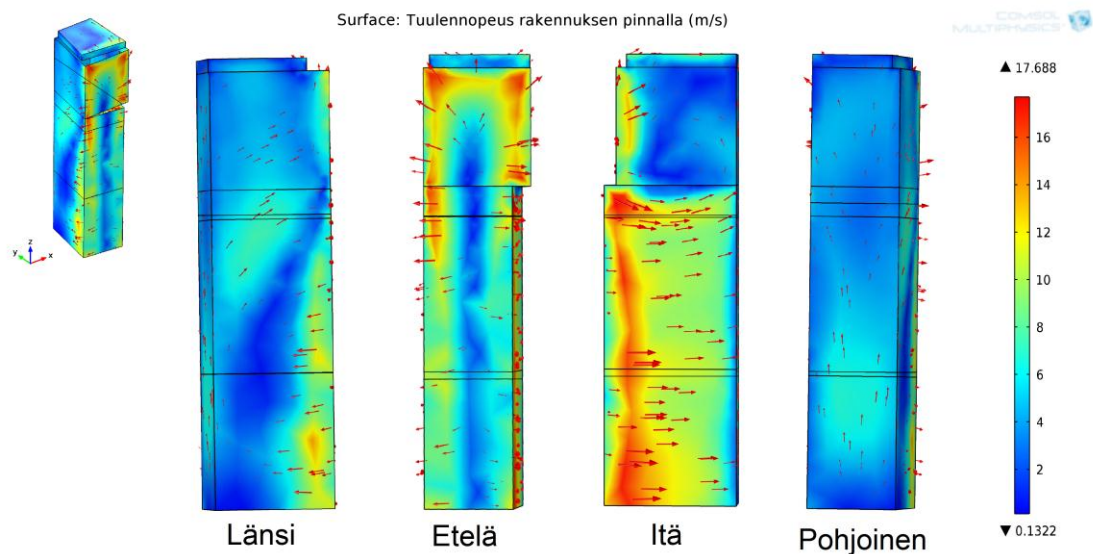 Surface: Tuulennopeus rakennuksen pinnalla (m/s)
COMSOL
MULTIPHYSICS
▲ 17.688
16
14
12
10
8
6
4
2
▼ 0.1322
y z x
Länsi Etelä Itä Pohjoinen